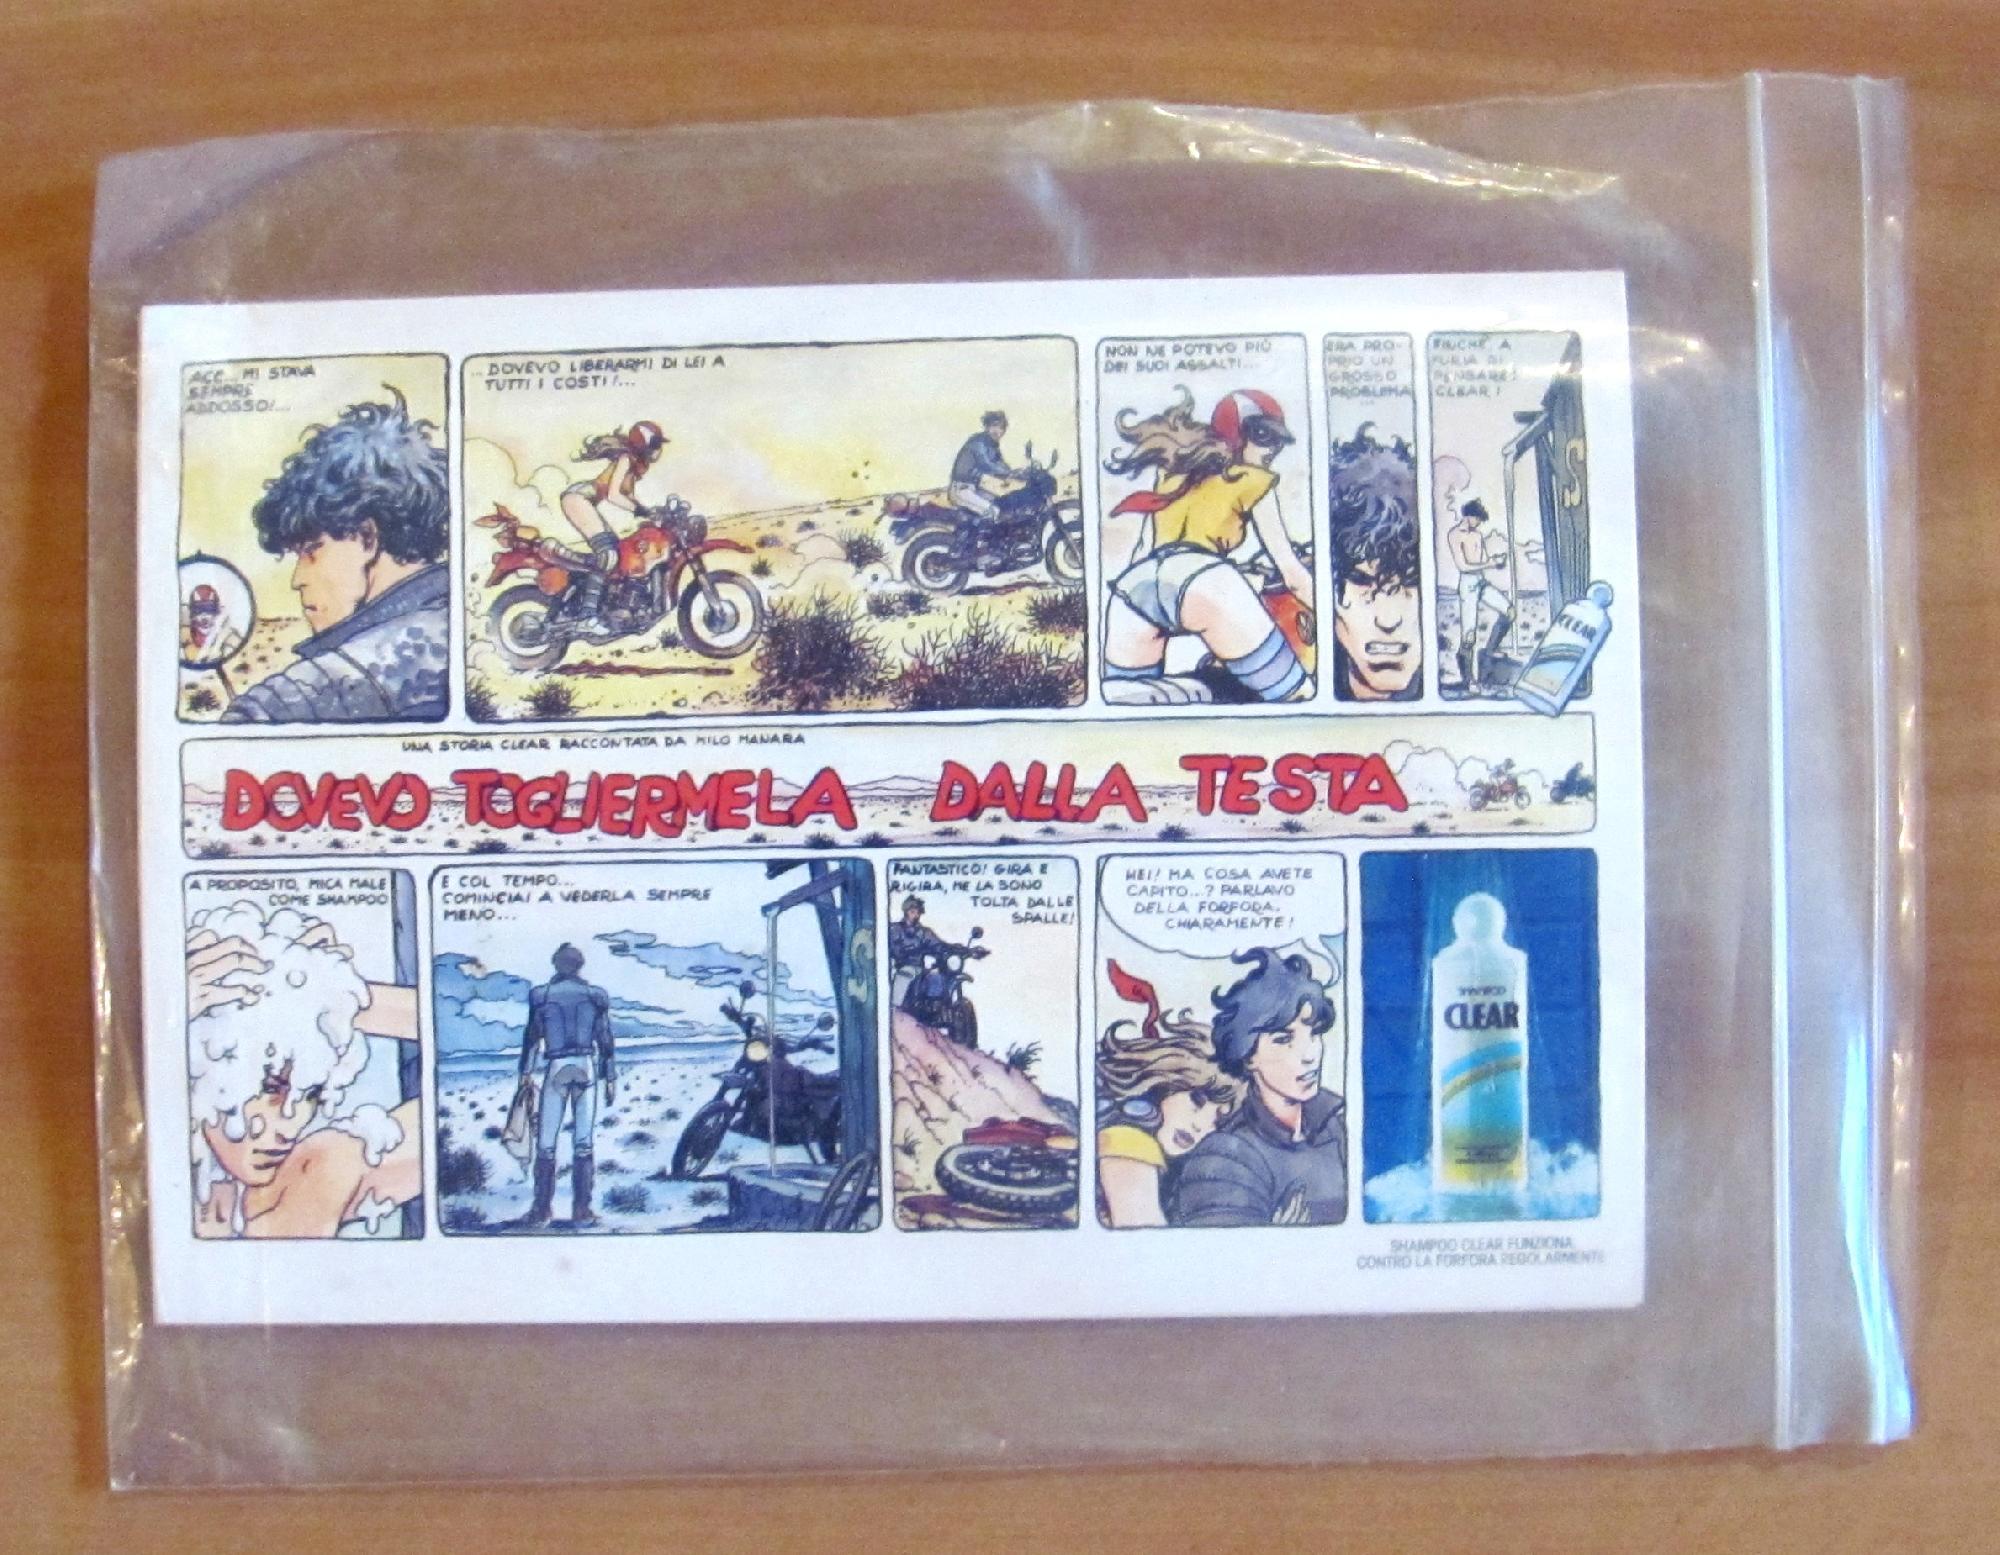 ACC... MI STAVA
SEMPRE
ADDOSSO!...
...DOVEVO LIBERARMI DI LEI A
TUTTI I COSTI!...
NON NE POTEVO PIÙ
DEI SUOI ASSALTI...
ERA PRO-
PRIO UN
GROSSO
PROBLEMA
...
FINCHÉ, A
FURIA DI
PENSARE:
CLEAR!
S
CLEAR
UNA STORIA CLEAR RACCONTATA DA MILO MANARA
DOVEVO TOGLIERMELA DALLA TESTA
A PROPOSITO, MICA MALE
COME SHAMPOO
E COL TEMPO...
COMINCIAI A VEDERLA SEMPRE
MENO...
S
FANTASTICO! GIRA E
RIGIRA, ME LA SONO
TOLTA DALLE
SPALLE!
HEI! MA COSA AVETE
CAPITO...? PARLAVO
DELLA FORFORA.
CHIARAMENTE!
CLEAR
SHAMPOO CLEAR FUNZIONA
CONTRO LA FORFORA REGOLARMENTE